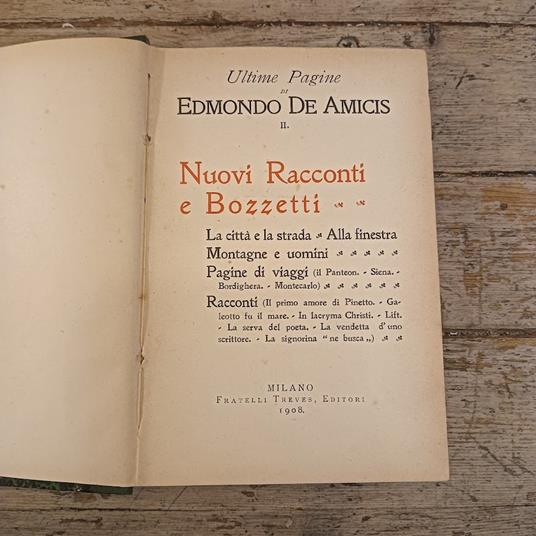 Ultime Pagine
DI
EDMONDO DE AMICIS
II.
Nuovi Racconti
e Bozzetti
La città e la strada Alla finestra
Montagne e uomini
Pagine di viaggi (il Panteon. - Siena. -
Bordighera. - Montecarlo)
Racconti (Il primo amore di Pinetto. - Ga-
leotto fu il mare. - In lacryma Christi. - Lift.
- La serva del poeta. - La vendetta d'uno
scrittore. - La signorina "ne busca„)
MILANO
FRATELLI TREVES, EDITORI
1908.